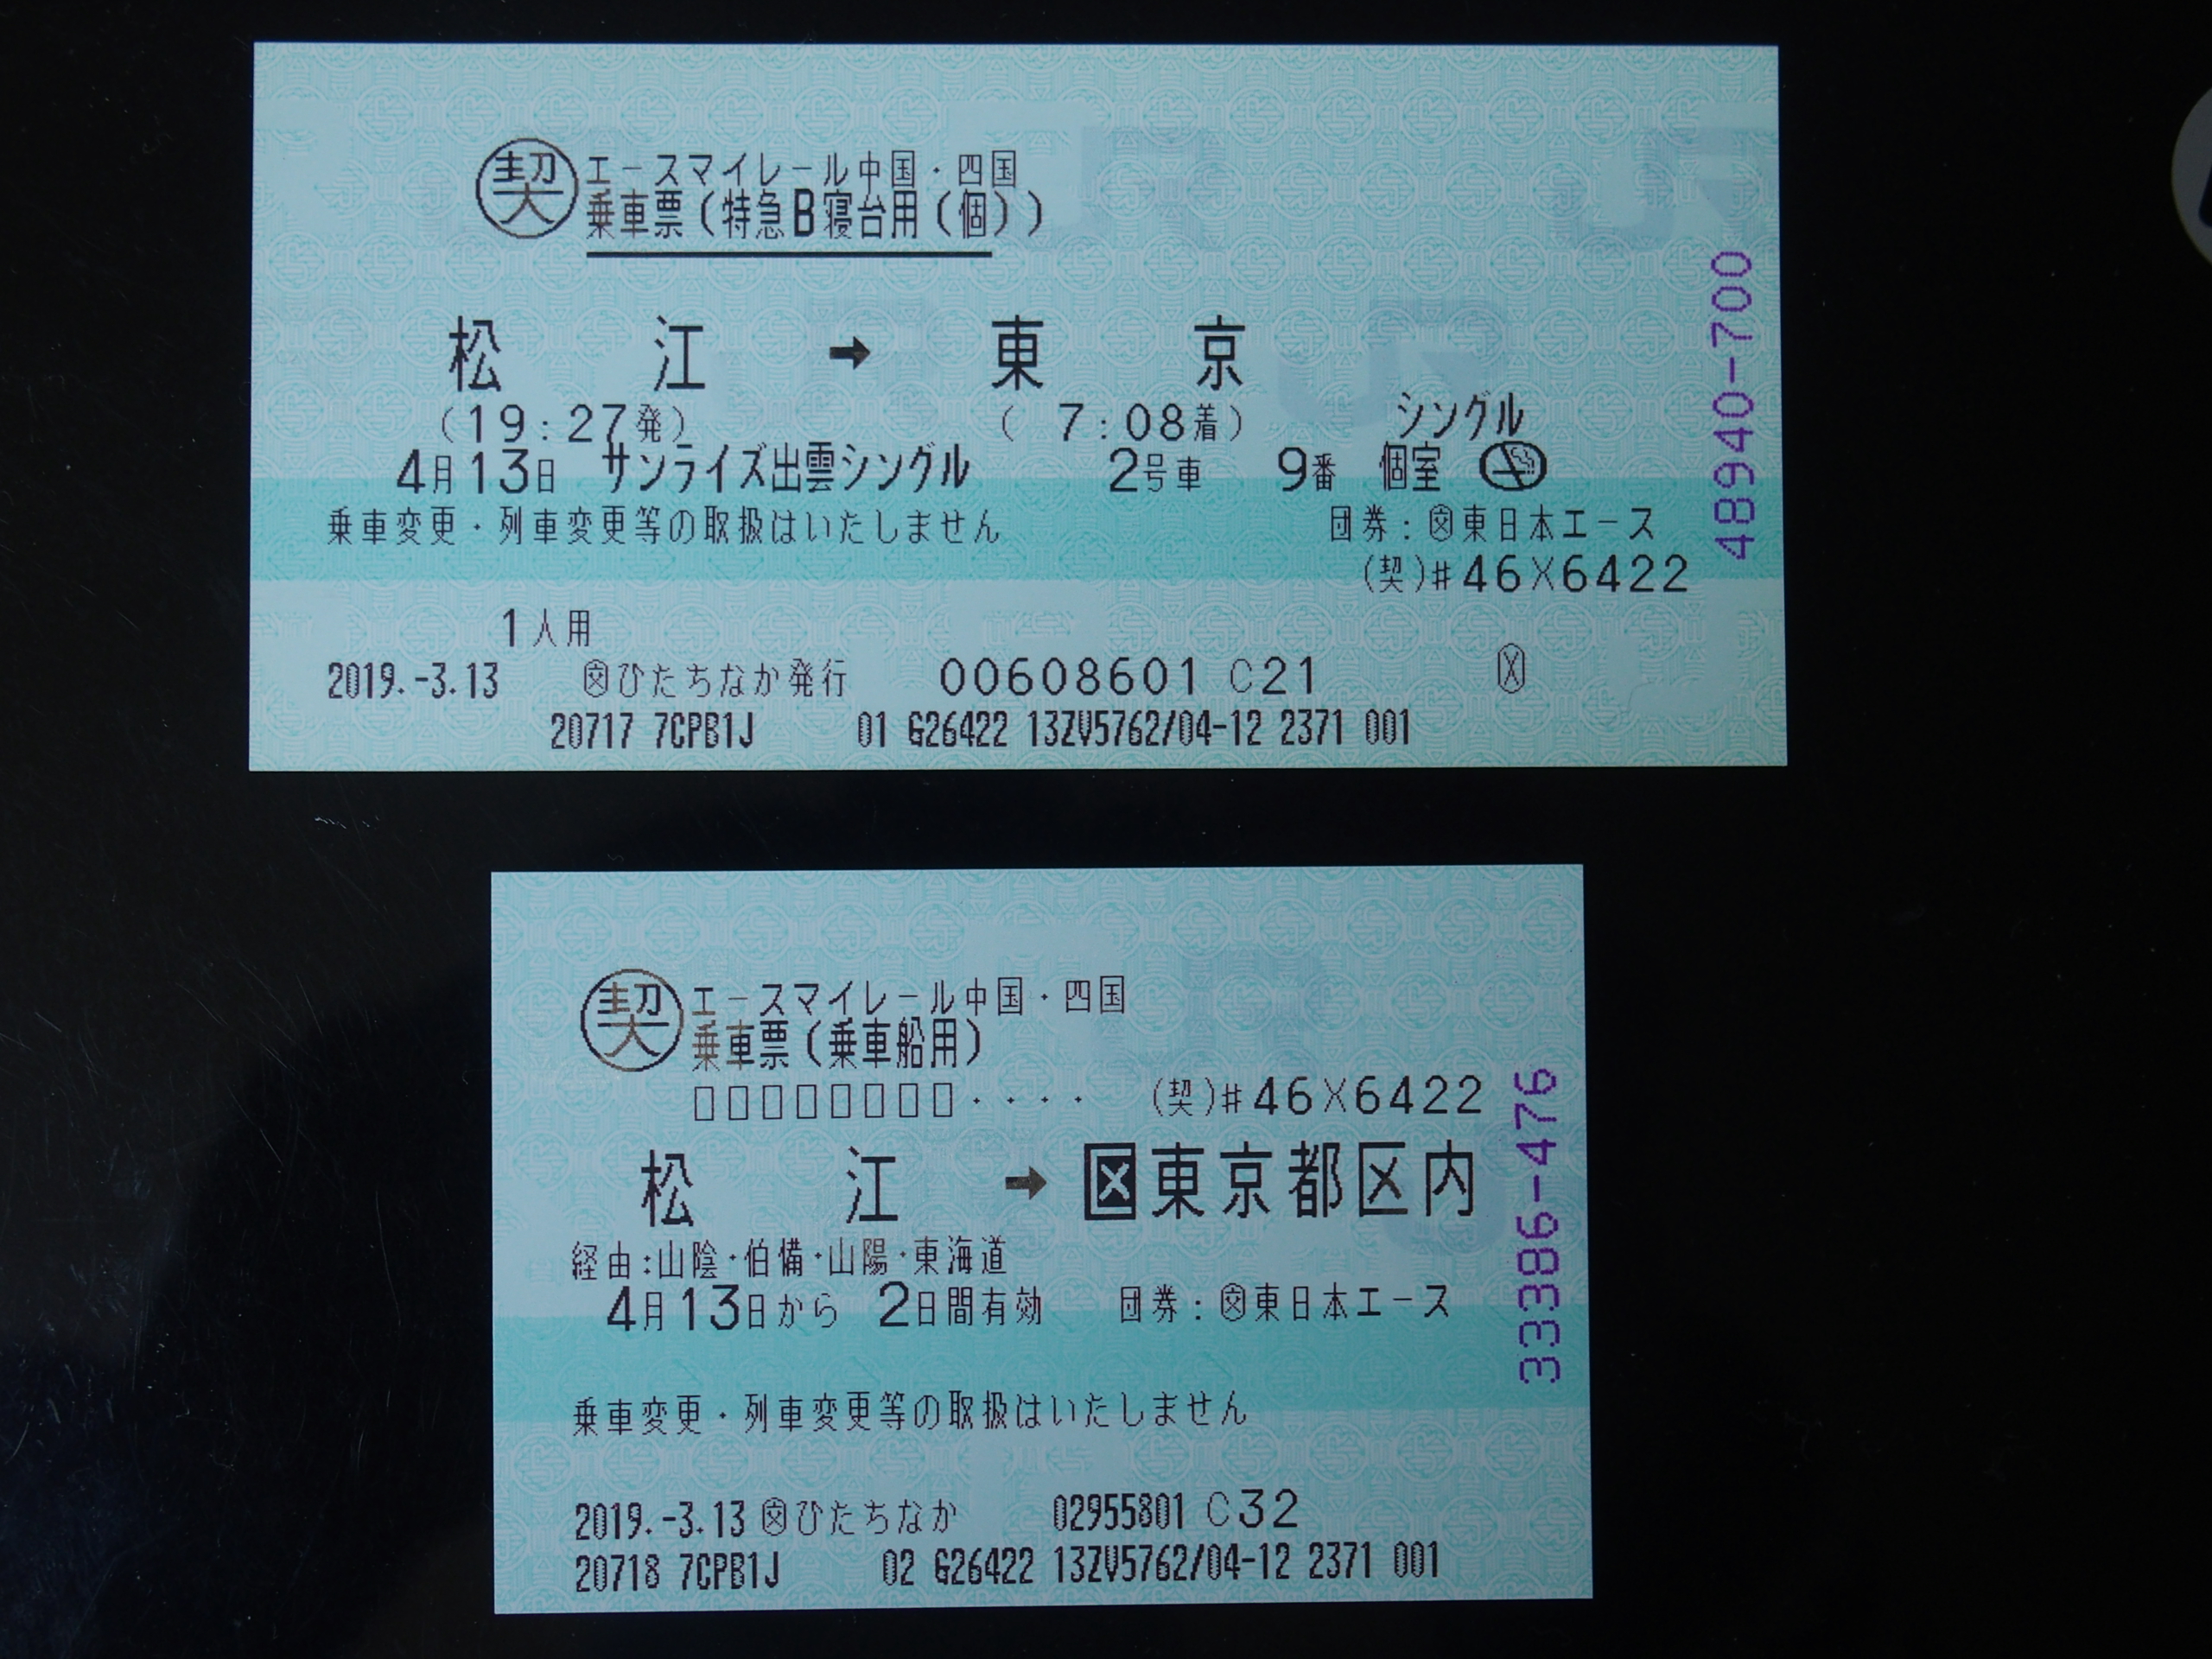 契 エースマイレール中国・四国
乗車票(特急B寝台用(個))
松江 → 東京
(19:27発) ( 7:08着) シングル
4月13日 サンライズ出雲シングル 2号車 9番 個室
乗車変更・列車変更等の取扱はいたしません 団券:㊋東日本エース
(契)#46X6422
1人用
2019.-3.13 ひたちなか発行 00608601 C21 Ⓧ
20717 7CPB1J 01 G26422 13ZV5762/04-12 2371 001
48940-700
契 エースマイレール中国・四国
乗車票(乗車船用)
□□□□□□□□・・・・ (契)#46X6422
松江 → 区東京都区内
経由:山陰・伯備・山陽・東海道
4月13日から 2日間有効 団券:東日本エース
乗車変更・列車変更等の取扱はいたしません
2019.-3.13 ひたちなか 02955801 C32
20718 7CPB1J 02 G26422 13ZV5762/04-12 2371 001
33386-476